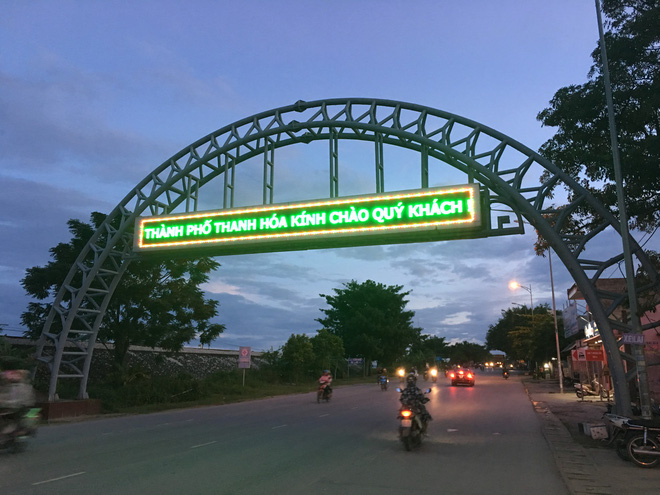 THÀNH PHỐ THANH HÓA KÍNH CHÀO QUÝ KHÁCH !